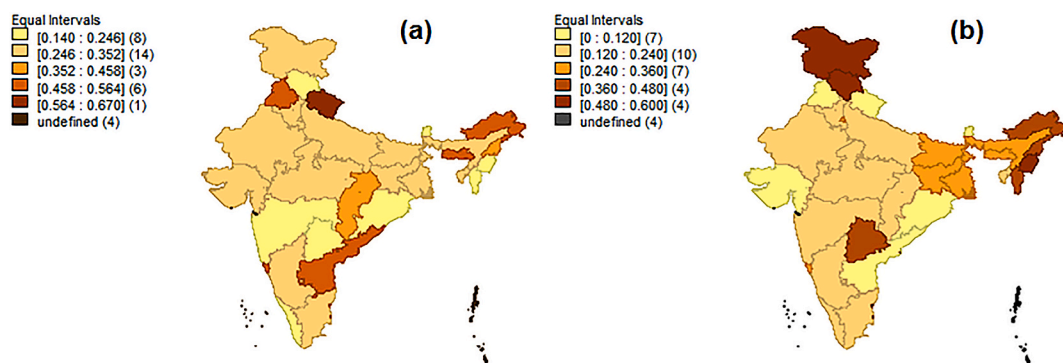 Equal Intervals
[0.140 : 0.246] (8)
[0.246 : 0.352] (14)
[0.352 : 0.458] (3)
[0.458 : 0.564] (6)
[0.564 : 0.670] (1)
undefined (4)
(a)
Equal Intervals
[0 : 0.120] (7)
[0.120 : 0.240] (10)
[0.240 : 0.360] (7)
[0.360 : 0.480] (4)
[0.480 : 0.600] (4)
undefined (4)
(b)